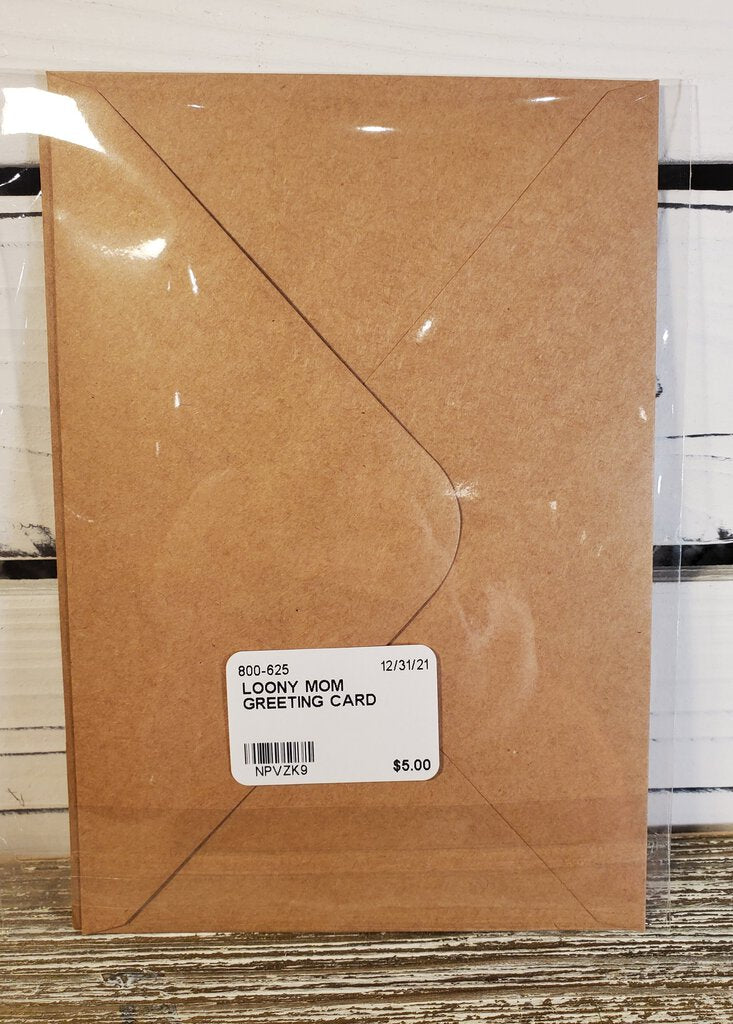 800-625 12/31/21
LOONY MOM
GREETING CARD
NPVZK9
$5.00